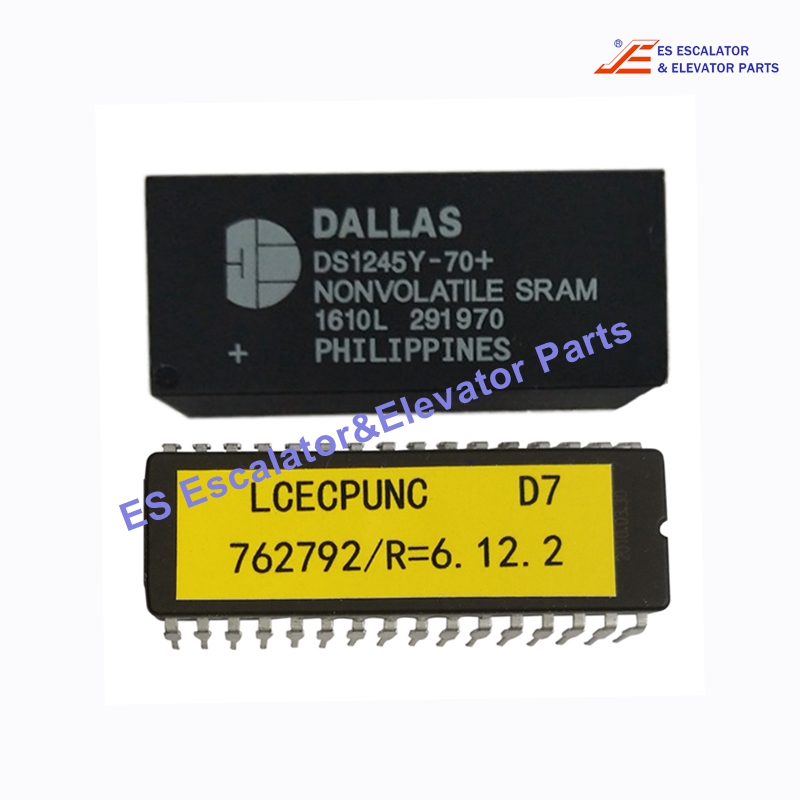 ®
ES ESCALATOR
& ELEVATOR PARTS
DALLAS
DS1245Y-70+
NONVOLATILE SRAM
1610L 291970
+ PHILIPPINES
ES Escalator&Elevator Parts
LCECPUNC D7
762792/R=6.12.2